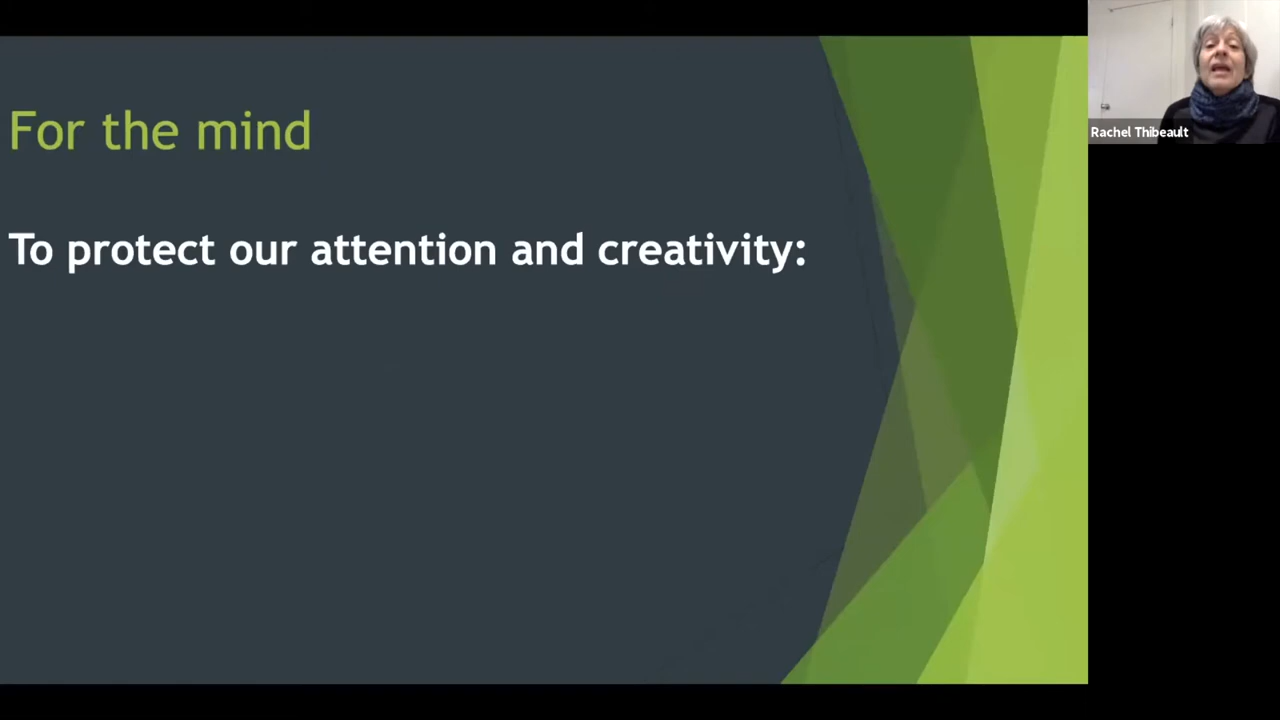 For the mind
To protect our attention and creativity:
Rachel Thibeault